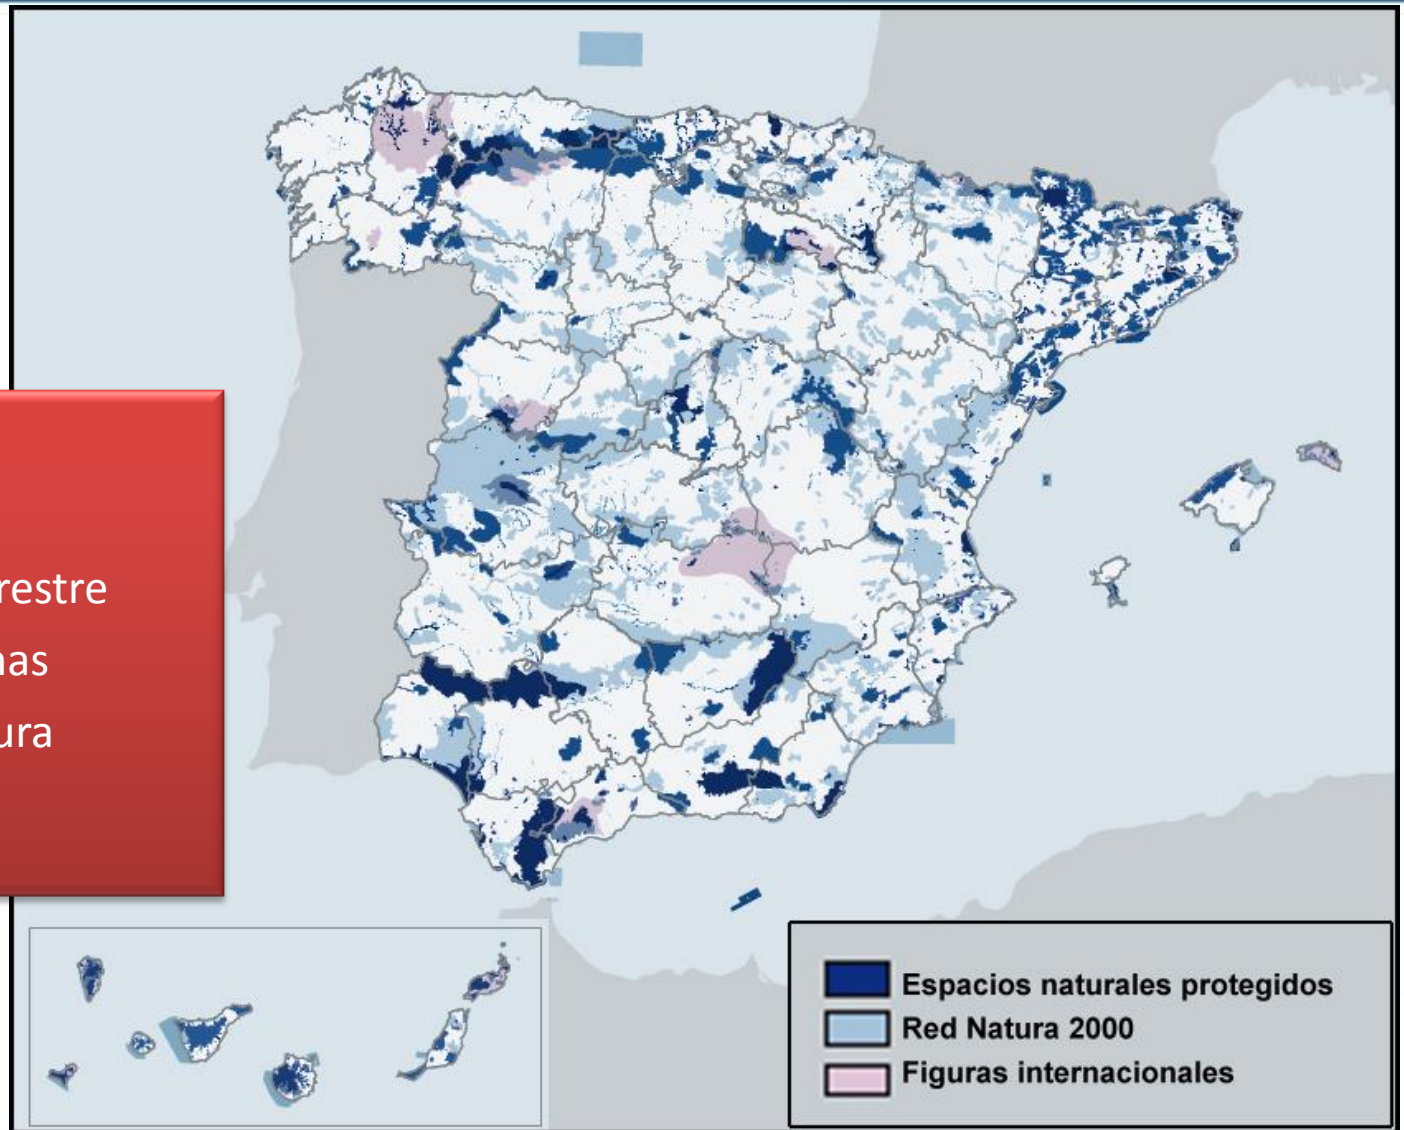 restre
nas
ura
Espacios naturales protegidos
Red Natura 2000
Figuras internacionales